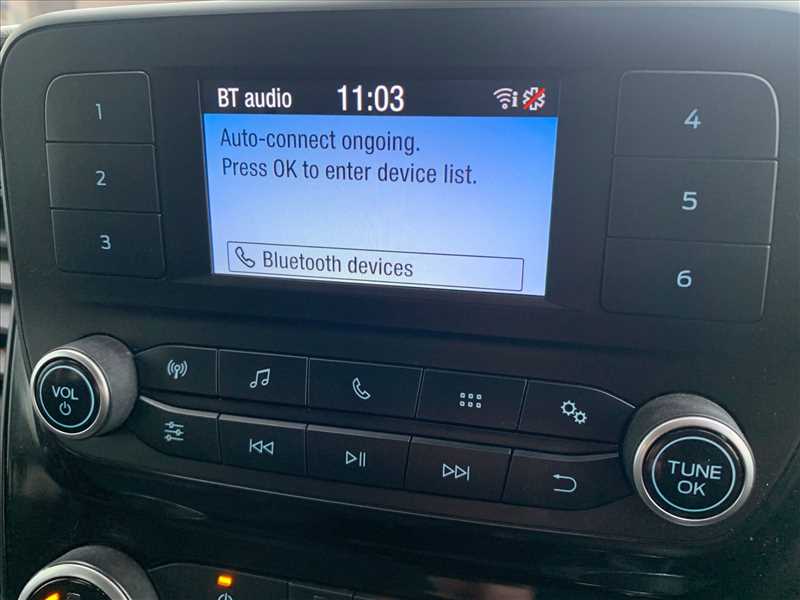 BT audio 11:03
Auto-connect ongoing.
Press OK to enter device list.
Bluetooth devices
1
2
3
4
5
6
VOL
TUNE
OK